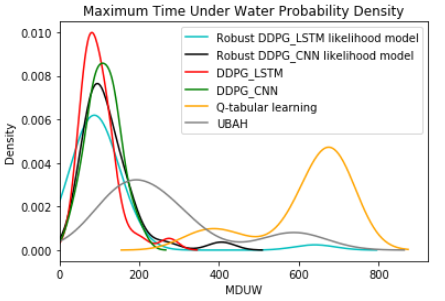 Maximum Time Under Water Probability Density
Robust DDPG_LSTM likelihood model
Robust DDPG_CNN likelihood model
DDPG_LSTM
DDPG_CNN
Q-tabular learning
UBAH
Density
0.010
0.008
0.006
0.004
0.002
0.000
0 200 400 600 800
MDUW